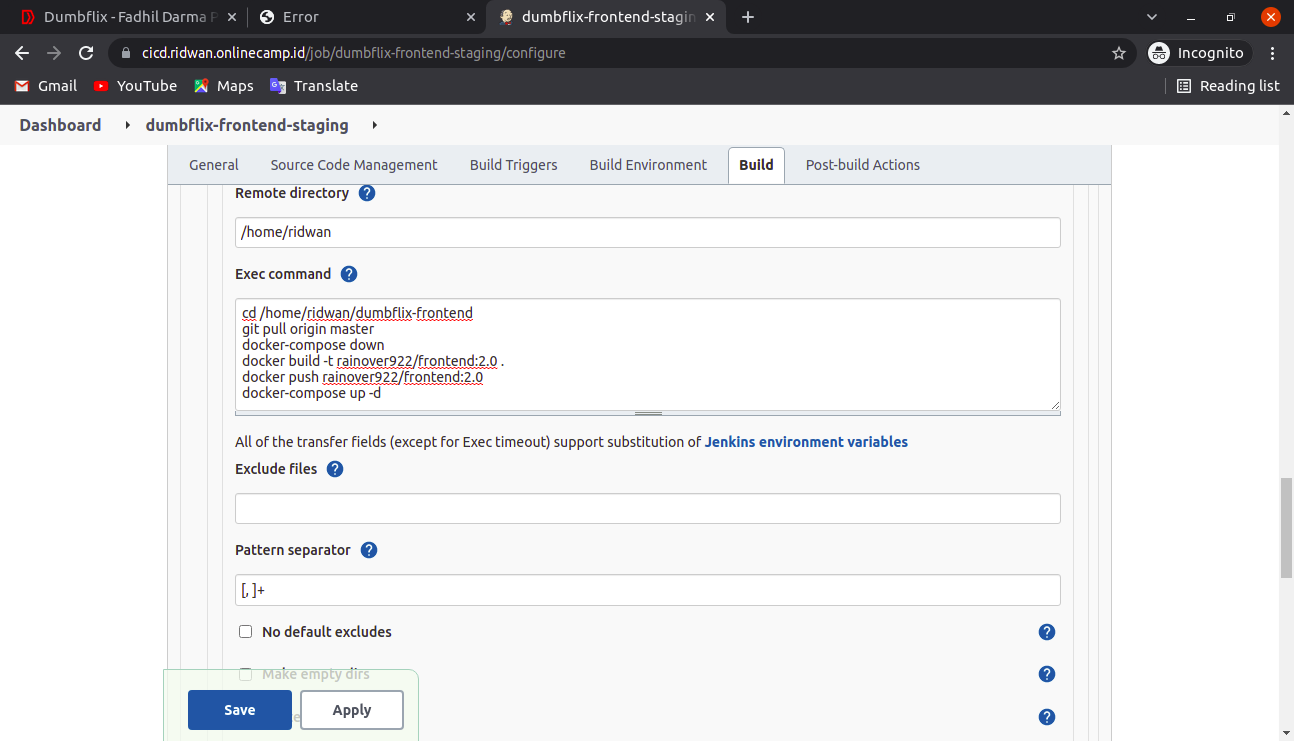 Dumbflix - Fadhil Darma P
Error
dumbflix-frontend-stagin
cicd.ridwan.onlinecamp.id/job/dumbflix-frontend-staging/configure
Incognito
Gmail
YouTube
Maps
Translate
Reading list
Dashboard
dumbflix-frontend-staging
General
Source Code Management
Build Triggers
Build Environment
Build
Post-build Actions
Remote directory ?
/home/ridwan
Exec command ?
cd /home/ridwan/dumbflix-frontend
git pull origin master
docker-compose down
docker build -t rainover922/frontend:2.0 .
docker push rainover922/frontend:2.0
docker-compose up -d
All of the transfer fields (except for Exec timeout) support substitution of Jenkins environment variables
Exclude files ?
Pattern separator ?
[, ]+
No default excludes ?
Make empty dirs ?
Save
Apply
?